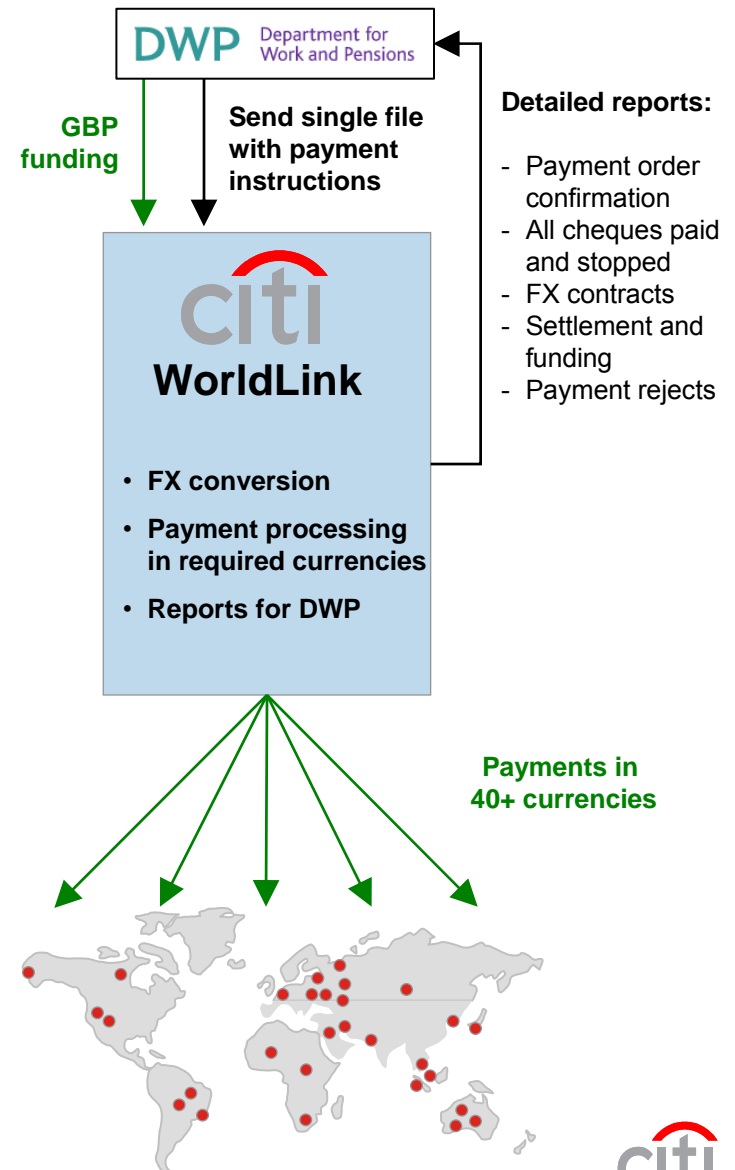 DWP Department for
Work and Pensions
GBP
funding
Send single file
with payment
instructions
Detailed reports:
- Payment order
confirmation
- All cheques paid
and stopped
- FX contracts
- Settlement and
funding
- Payment rejects
citi
WorldLink
• FX conversion
• Payment processing
in required currencies
• Reports for DWP
Payments in
40+ currencies
citi